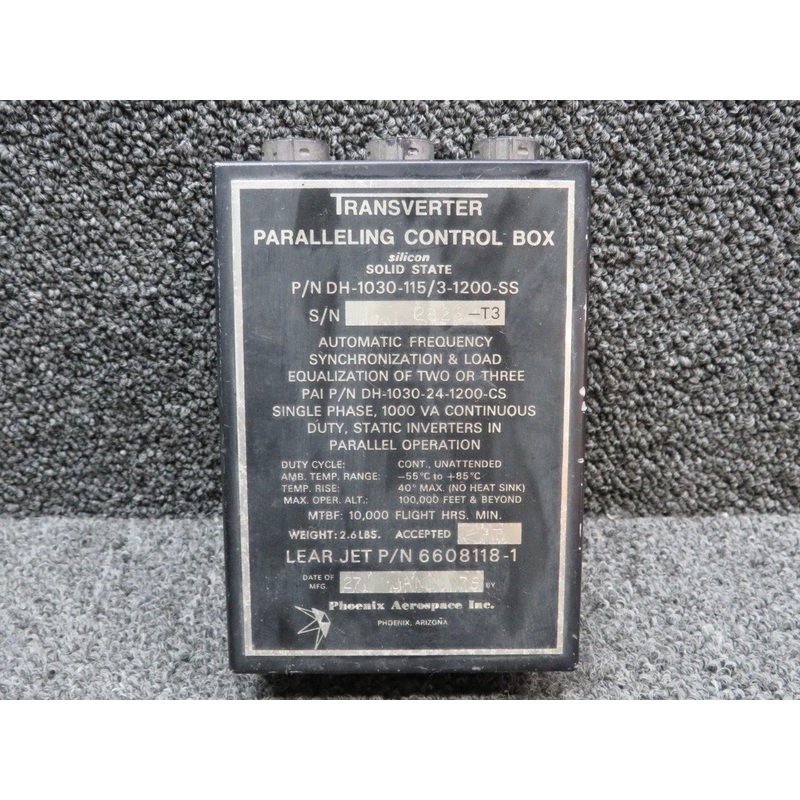 TRANSVERTER
PARALLELING CONTROL BOX
silicon
SOLID STATE
P/N DH-1030-115/3-1200-SS
S/N -T3
AUTOMATIC FREQUENCY
SYNCHRONIZATION & LOAD
EQUALIZATION OF TWO OR THREE
PAI P/N DH-1030-24-1200-CS
SINGLE PHASE, 1000 VA CONTINUOUS
DUTY, STATIC INVERTERS IN
PARALLEL OPERATION
DUTY CYCLE: CONT., UNATTENDED
AMB. TEMP. RANGE: –55°C to +85°C
TEMP. RISE: 40° MAX. (NO HEAT SINK)
MAX. OPER. ALT.: 100,000 FEET & BEYOND
MTBF: 10,000 FLIGHT HRS. MIN.
WEIGHT: 2.6 LBS. ACCEPTED
LEAR JET P/N 6608118-1
DATE OF MFG. BY
Phoenix Aerospace Inc.
PHOENIX, ARIZONA